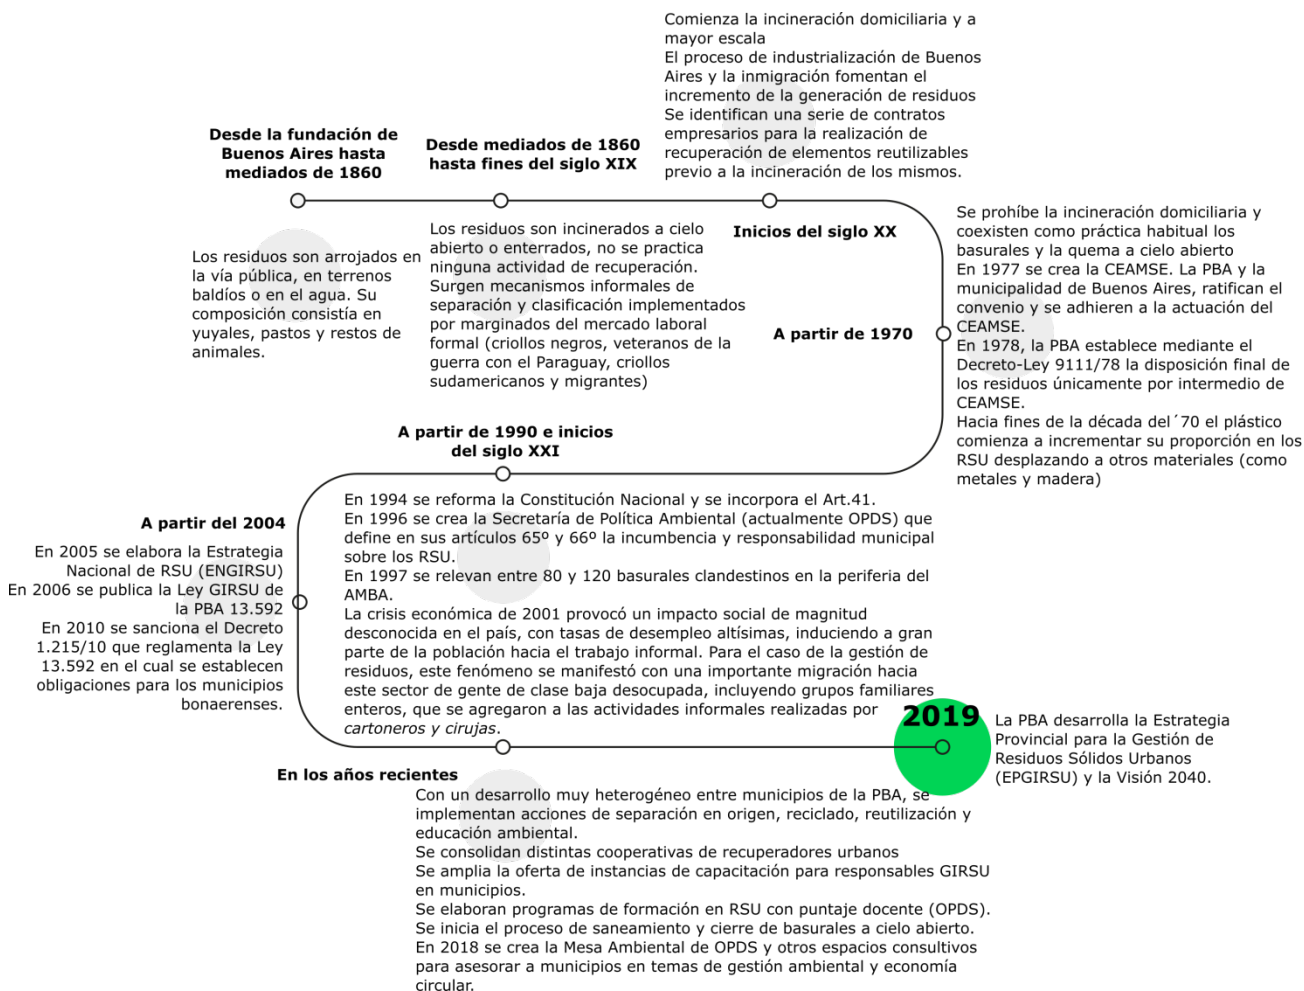 Desde la fundación de
Buenos Aires hasta
mediados de 1860
Los residuos son arrojados en
la vía pública, en terrenos
baldíos o en el agua. Su
composición consistía en
yuyales, pastos y restos de
animales.
Desde mediados de 1860
hasta fines del siglo XIX
Los residuos son incinerados a cielo
abierto o enterrados, no se practica
ninguna actividad de recuperación.
Surgen mecanismos informales de
separación y clasificación implementados
por marginados del mercado laboral
formal (criollos negros, veteranos de la
guerra con el Paraguay, criollos
sudamericanos y migrantes)
Comienza la incineración domiciliaria y a
mayor escala
El proceso de industrialización de Buenos
Aires y la inmigración fomentan el
incremento de la generación de residuos
Se identifican una serie de contratos
empresarios para la realización de
recuperación de elementos reutilizables
previo a la incineración de los mismos.
Inicios del siglo XX
A partir de 1970
Se prohíbe la incineración domiciliaria y
coexisten como práctica habitual los
basurales y la quema a cielo abierto
En 1977 se crea la CEAMSE. La PBA y la
municipalidad de Buenos Aires, ratifican el
convenio y se adhieren a la actuación del
CEAMSE.
En 1978, la PBA establece mediante el
Decreto-Ley 9111/78 la disposición final de
los residuos únicamente por intermedio de
CEAMSE.
Hacia fines de la década del ´70 el plástico
comienza a incrementar su proporción en los
RSU desplazando a otros materiales (como
metales y madera)
A partir de 1990 e inicios
del siglo XXI
En 1994 se reforma la Constitución Nacional y se incorpora el Art.41.
En 1996 se crea la Secretaría de Política Ambiental (actualmente OPDS) que
define en sus artículos 65º y 66º la incumbencia y responsabilidad municipal
sobre los RSU.
En 1997 se relevan entre 80 y 120 basurales clandestinos en la periferia del
AMBA.
La crisis económica de 2001 provocó un impacto social de magnitud
desconocida en el país, con tasas de desempleo altísimas, induciendo a gran
parte de la población hacia el trabajo informal. Para el caso de la gestión de
residuos, este fenómeno se manifestó con una importante migración hacia
este sector de gente de clase baja desocupada, incluyendo grupos familiares
enteros, que se agregaron a las actividades informales realizadas por
cartoneros y cirujas.
A partir del 2004
En 2005 se elabora la Estrategia
Nacional de RSU (ENGIRSU)
En 2006 se publica la Ley GIRSU de
la PBA 13.592
En 2010 se sanciona el Decreto
1.215/10 que reglamenta la Ley
13.592 en el cual se establecen
obligaciones para los municipios
bonaerenses.
En los años recientes
Con un desarrollo muy heterogéneo entre municipios de la PBA, se
implementan acciones de separación en origen, reciclado, reutilización y
educación ambiental.
Se consolidan distintas cooperativas de recuperadores urbanos
Se amplia la oferta de instancias de capacitación para responsables GIRSU
en municipios.
Se elaboran programas de formación en RSU con puntaje docente (OPDS).
Se inicia el proceso de saneamiento y cierre de basurales a cielo abierto.
En 2018 se crea la Mesa Ambiental de OPDS y otros espacios consultivos
para asesorar a municipios en temas de gestión ambiental y economía
circular.
2019
La PBA desarrolla la Estrategia
Provincial para la Gestión de
Residuos Sólidos Urbanos
(EPGIRSU) y la Visión 2040.